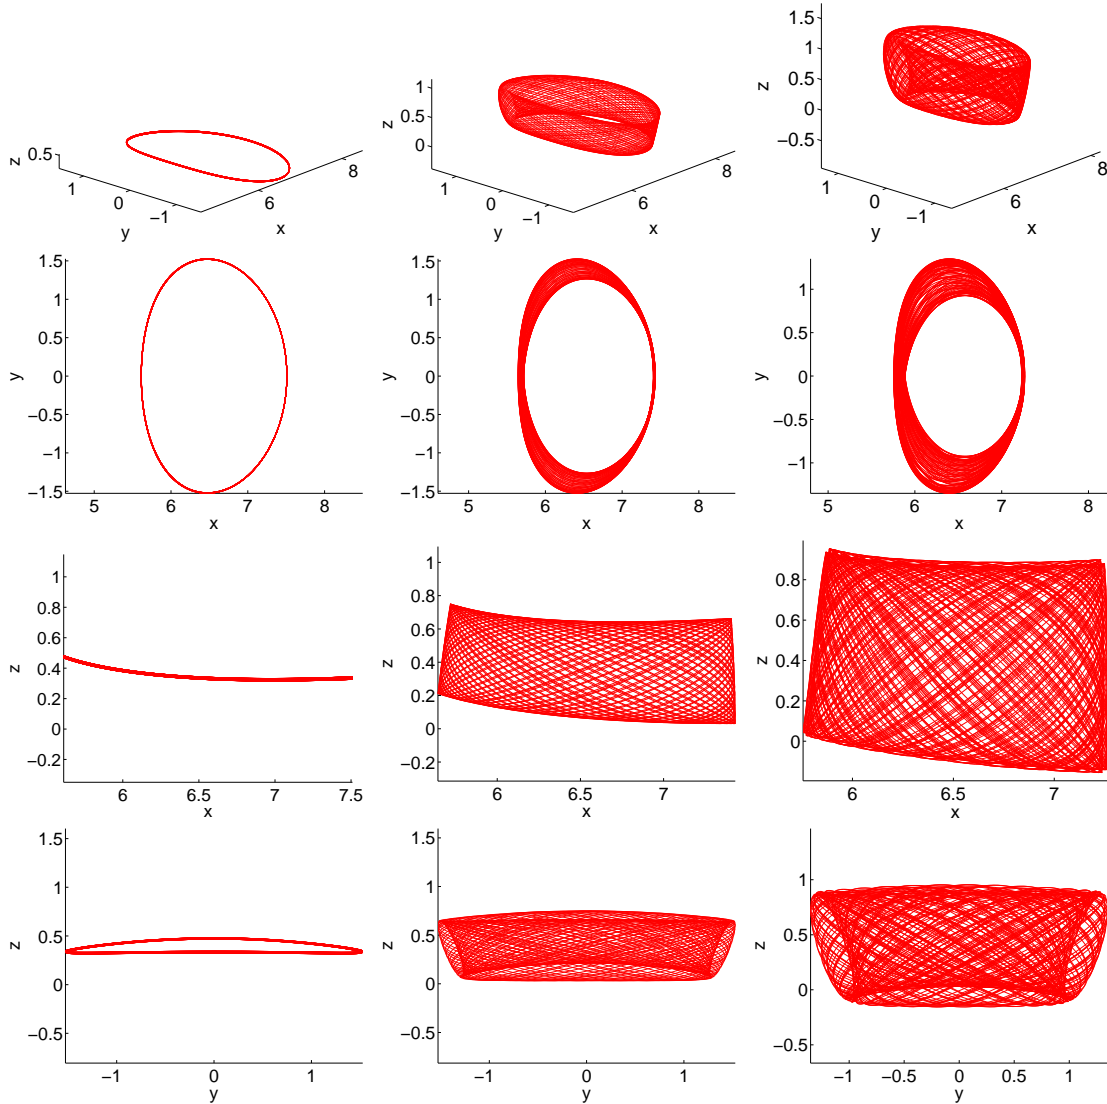 z 0.5 1 0 −1 y 6 8 x
z 1 0.5 0 1 0 −1 y 6 8 x
z 1.5 1 0.5 0 −0.5 1 0 −1 y 6 8 x
1.5 1 0.5 0 −0.5 −1 −1.5 y 5 6 7 8 x
1.5 1 0.5 0 −0.5 −1 −1.5 y 5 6 7 8 x
1 0.5 0 −0.5 −1 y 5 6 7 8 x
1 0.8 0.6 0.4 0.2 0 −0.2 z 6 6.5 7 7.5 x
1 0.8 0.6 0.4 0.2 0 −0.2 z 6 6.5 7 x
0.8 0.6 0.4 0.2 0 z 6 6.5 7 x
1.5 1 0.5 0 −0.5 z −1 0 1 y
1.5 1 0.5 0 −0.5 z −1 0 1 y
1 0.5 0 −0.5 z −1 −0.5 0 0.5 1 y